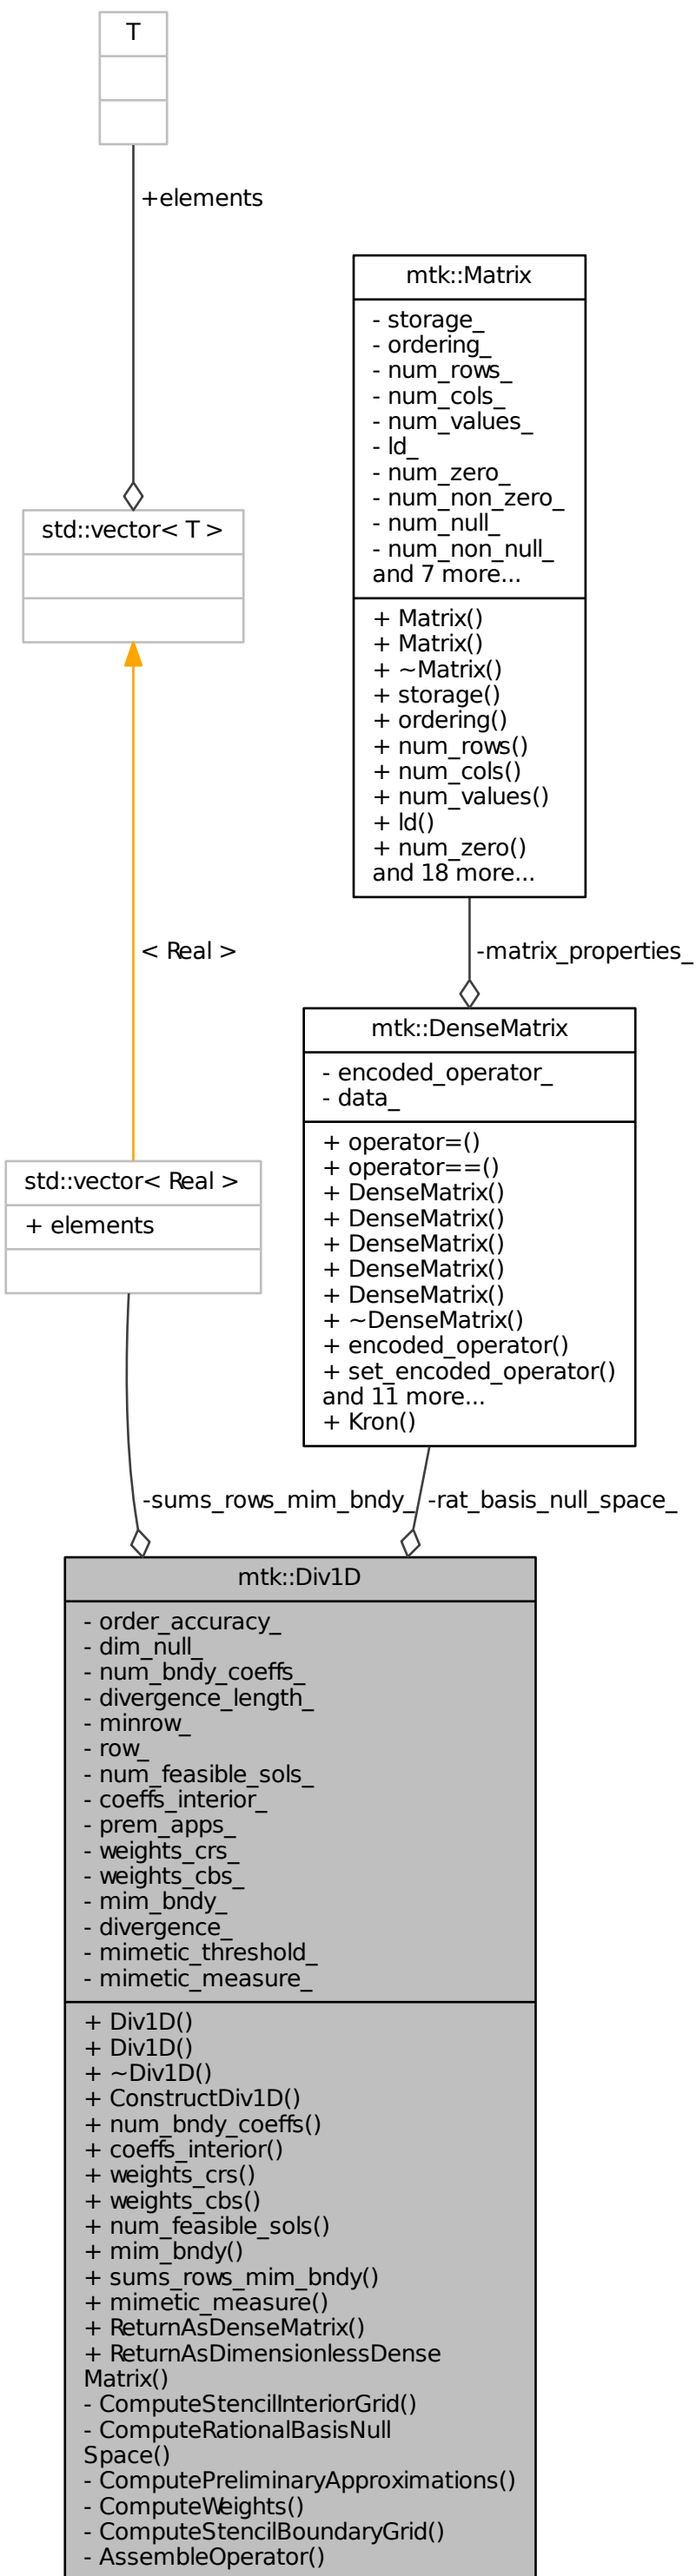 T
+elements
mtk::Matrix
- storage_
- ordering_
- num_rows_
- num_cols_
- num_values_
- ld_
- num_zero_
- num_non_zero_
- num_null_
- num_non_null_
and 7 more...
+ Matrix()
+ Matrix()
+ ~Matrix()
+ storage()
+ ordering()
+ num_rows()
+ num_cols()
+ num_values()
+ ld()
+ num_zero()
and 18 more...
std::vector< T >
< Real >
-matrix_properties_
mtk::DenseMatrix
- encoded_operator_
- data_
+ operator=()
+ operator==()
+ DenseMatrix()
+ DenseMatrix()
+ DenseMatrix()
+ DenseMatrix()
+ DenseMatrix()
+ ~DenseMatrix()
+ encoded_operator()
+ set_encoded_operator()
and 11 more...
+ Kron()
std::vector< Real >
+ elements
-sums_rows_mim_bndy_
-rat_basis_null_space_
mtk::Div1D
- order_accuracy_
- dim_null_
- num_bndy_coeffs_
- divergence_length_
- minrow_
- row_
- num_feasible_sols_
- coeffs_interior_
- prem_apps_
- weights_crs_
- weights_cbs_
- mim_bndy_
- divergence_
- mimetic_threshold_
- mimetic_measure_
+ Div1D()
+ Div1D()
+ ~Div1D()
+ ConstructDiv1D()
+ num_bndy_coeffs()
+ coeffs_interior()
+ weights_crs()
+ weights_cbs()
+ num_feasible_sols()
+ mim_bndy()
+ sums_rows_mim_bndy()
+ mimetic_measure()
+ ReturnAsDenseMatrix()
+ ReturnAsDimensionlessDense
Matrix()
- ComputeStencilInteriorGrid()
- ComputeRationalBasisNull
Space()
- ComputePreliminaryApproximations()
- ComputeWeights()
- ComputeStencilBoundaryGrid()
- AssembleOperator()